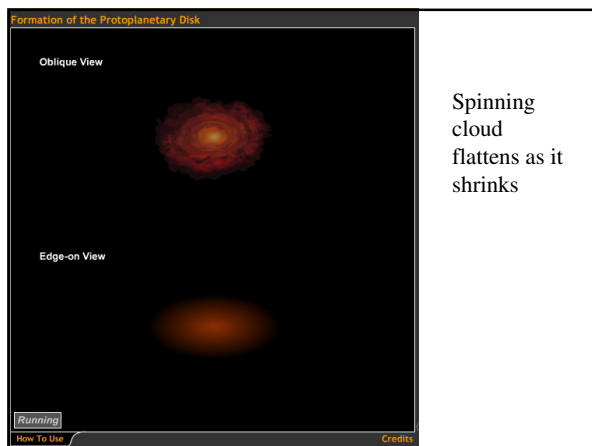 Formation of the Protoplanetary Disk
Oblique View
Spinning
cloud
flattens as it
shrinks
Edge-on View
Running
How To Use
Credits